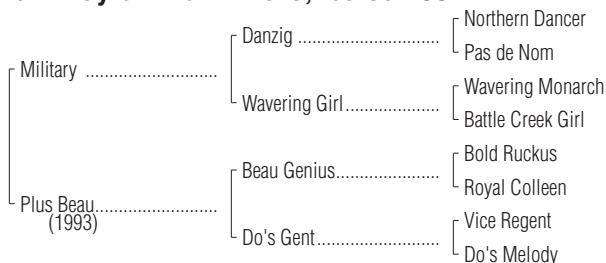 Northern Dancer
Danzig ..............................
Pas de Nom
Military ............................
Wavering Monarch
Wavering Girl....................
Battle Creek Girl
Bold Ruckus
Beau Genius......................
Royal Colleen
Plus Beau..........................
(1993)
Vice Regent
Do's Gent..........................
Do's Melody